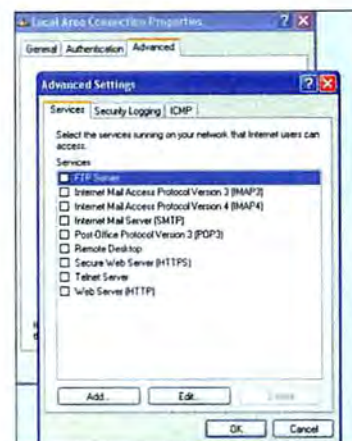 Local Area Connection Properties
General Authentication Advanced
Advanced Settings
Services Security Logging ICMP
Select the services running on your network that Internet users can
access.
Services
FTP Server
Internet Mail Access Protocol Version 3 (IMAP3)
Internet Mail Access Protocol Version 4 (IMAP4)
Internet Mail Server (SMTP)
Post-Office Protocol Version 3 (POP3)
Remote Desktop
Secure Web Server (HTTPS)
Telnet Server
Web Server (HTTP)
Add... Edit... Delete
OK Cancel